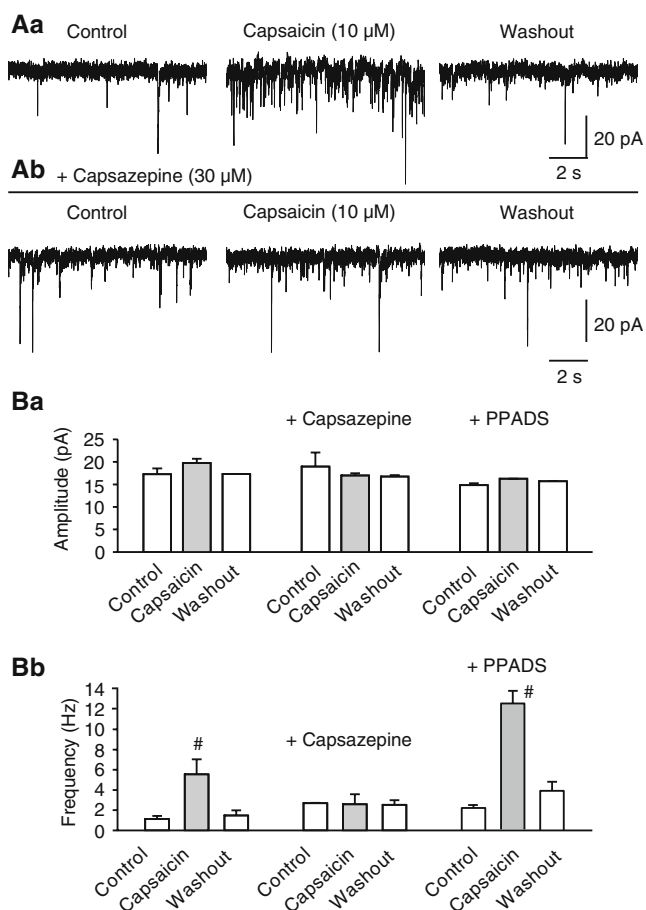 Aa
Control Capsaicin (10 µM) Washout
20 pA
2 s
Ab + Capsazepine (30 µM)
Control Capsaicin (10 µM) Washout
20 pA
2 s
Ba
+ Capsazepine + PPADS
Amplitude (pA)
25
20
15
10
5
0
Control Capsaicin Washout Control Capsaicin Washout Control Capsaicin Washout
Bb
+ PPADS
Frequency (Hz)
14
12
10
8
6
4
2
0
#
+ Capsazepine
#
Control Capsaicin Washout Control Capsaicin Washout Control Capsaicin Washout